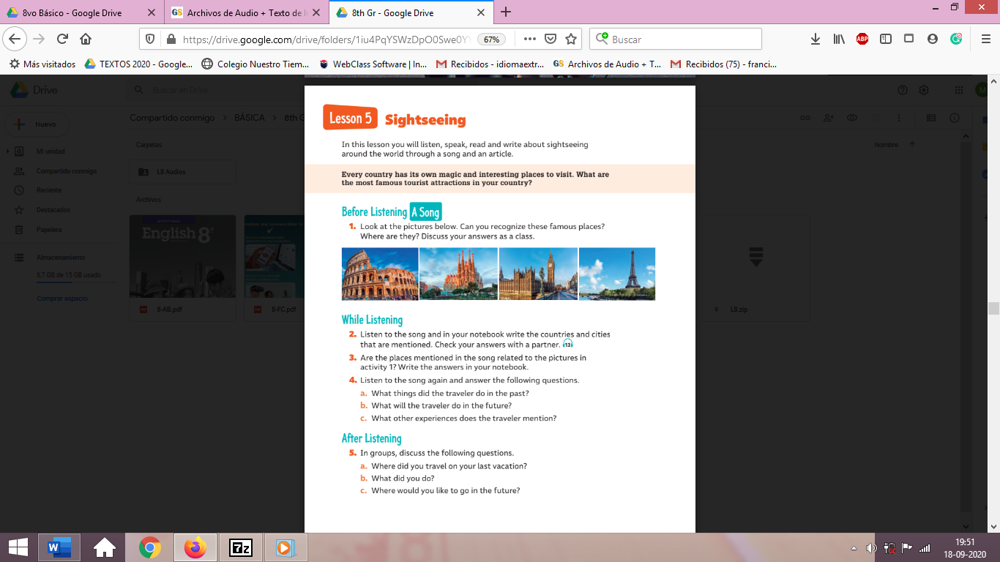 8vo Básico - Google Drive
Archivos de Audio + Texto de l
8th Gr - Google Drive
https://drive.google.com/drive/folders/1iu4PqYSWzDpO0Swe0Y
67%
Buscar
ABP
Más visitados
TEXTOS 2020 - Google...
Colegio Nuestro Tiem...
WebClass Software | In...
Recibidos - idiomaextr...
GS Archivos de Audio + T...
Recibidos (75) - franci...
Drive
Buscar en Drive
Nuevo
Compartido conmigo > BÁSICA > 8th G
Mi unidad
Compartido conmigo
Reciente
Destacados
Papelera
Almacenamiento
6,7 GB de 15 GB usado
Comprar espacio
Carpetas
Nombre
L8 Audios
Archivos
English 8°
8-AB.pdf
8-FC.pdf
L8.zip
Lesson 5 Sightseeing
In this lesson you will listen, speak, read and write about sightseeing
around the world through a song and an article.
Every country has its own magic and interesting places to visit. What are
the most famous tourist attractions in your country?
Before Listening A Song
1. Look at the pictures below. Can you recognize these famous places?
Where are they? Discuss your answers as a class.
While Listening
2. Listen to the song and in your notebook write the countries and cities
that are mentioned. Check your answers with a partner. 13
3. Are the places mentioned in the song related to the pictures in
activity 1? Write the answers in your notebook.
4. Listen to the song again and answer the following questions.
a. What things did the traveler do in the past?
b. What will the traveler do in the future?
c. What other experiences does the traveler mention?
After Listening
5. In groups, discuss the following questions.
a. Where did you travel on your last vacation?
b. What did you do?
c. Where would you like to go in the future?
W
7z
19:51
18-09-2020